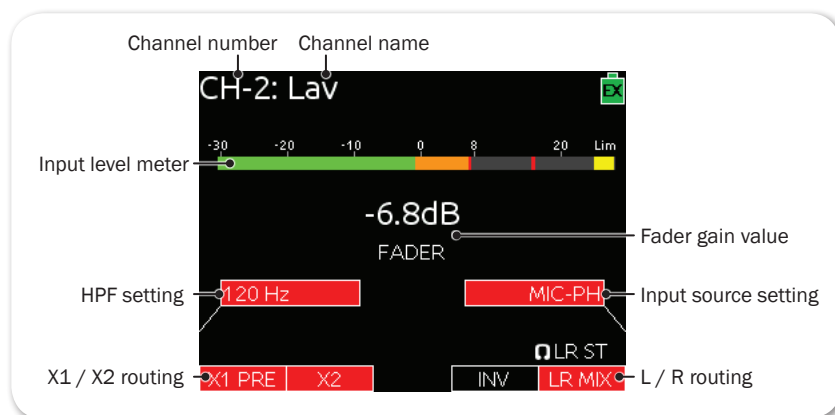 Channel number Channel name
CH-2: Lav EX
-30 -20 -10 0 8 20 Lim
Input level meter
-6.8dB
Fader gain value
FADER
HPF setting 120 Hz MIC-PH Input source setting
LR ST
X1 / X2 routing X1 PRE X2 INV LR MIX L / R routing